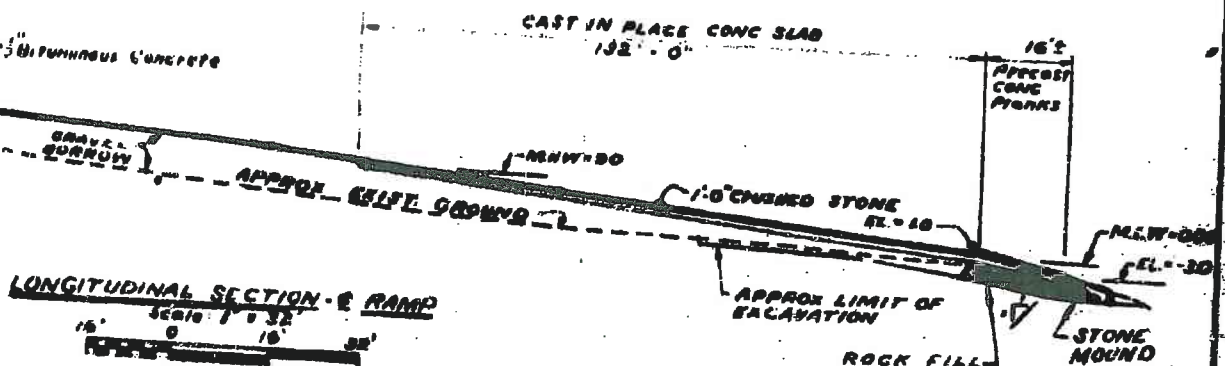 CAST IN PLACE CONC SLAB
132'-0"
16'±
Precast
CONC
Planks
Bituminous Concrete
GRAVEL
BORROW
M.H.W=9.0
APPROX EXIST. GROUND
1'-0" CRUSHED STONE
EL.=1.0
M.L.W=0.0
EL.=-3.0
LONGITUDINAL SECTION - ℄ RAMP
Scale: 1" = 32'
16' 0 16' 32'
APPROX LIMIT OF
EXCAVATION
ROCK FILL
STONE
MOUND